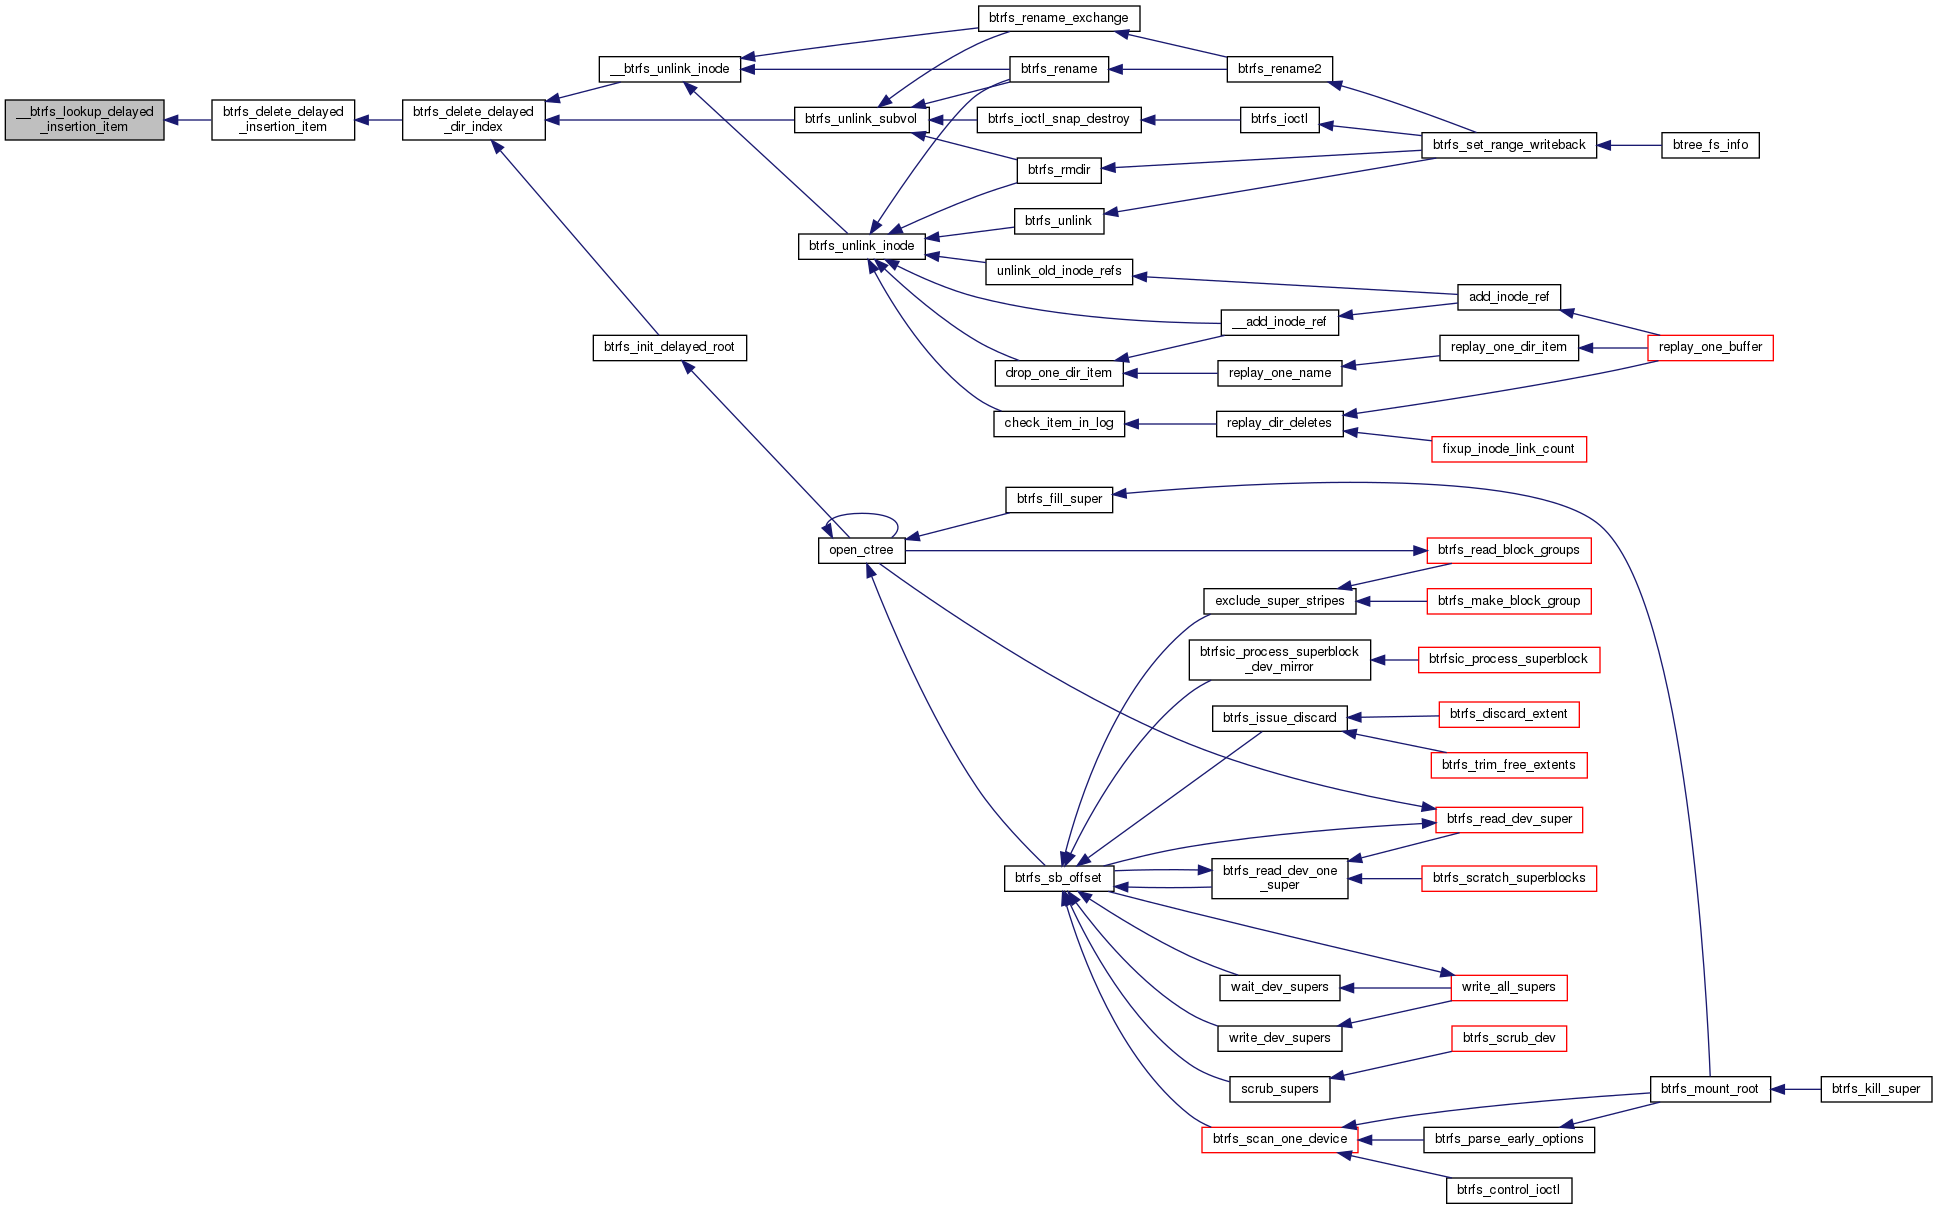 btrfs_rename_exchange
__btrfs_unlink_inode
btrfs_rename
btrfs_rename2
__btrfs_lookup_delayed
_insertion_item
btrfs_delete_delayed
_insertion_item
btrfs_delete_delayed
_dir_index
btrfs_unlink_subvol
btrfs_ioctl_snap_destroy
btrfs_ioctl
btrfs_set_range_writeback
btree_fs_info
btrfs_rmdir
btrfs_unlink
btrfs_unlink_inode
unlink_old_inode_refs
add_inode_ref
__add_inode_ref
btrfs_init_delayed_root
replay_one_dir_item
replay_one_buffer
drop_one_dir_item
replay_one_name
check_item_in_log
replay_dir_deletes
fixup_inode_link_count
btrfs_fill_super
open_ctree
btrfs_read_block_groups
exclude_super_stripes
btrfs_make_block_group
btrfsic_process_superblock
_dev_mirror
btrfsic_process_superblock
btrfs_issue_discard
btrfs_discard_extent
btrfs_trim_free_extents
btrfs_read_dev_super
btrfs_sb_offset
btrfs_read_dev_one
_super
btrfs_scratch_superblocks
wait_dev_supers
write_all_supers
write_dev_supers
btrfs_scrub_dev
scrub_supers
btrfs_mount_root
btrfs_kill_super
btrfs_scan_one_device
btrfs_parse_early_options
btrfs_control_ioctl